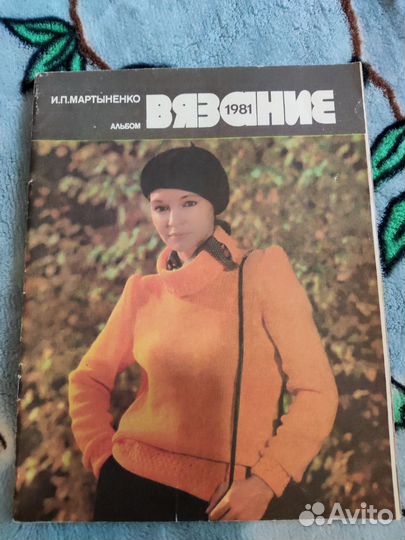 И.П.МАРТЫНЕНКО
АЛЬБОМ
ВЯЗАНИЕ
1981
Avito